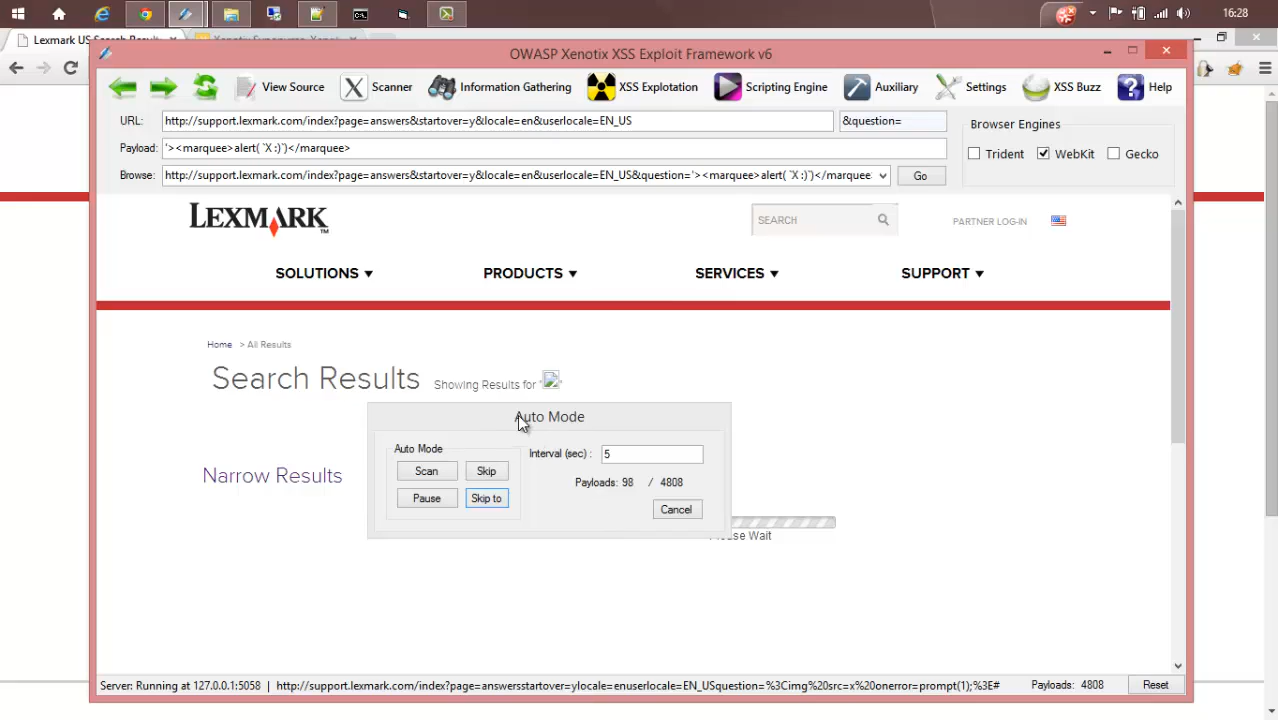 16:28
Lexmark US Search Results
OWASP Xenotix XSS Exploit Framework v6
View Source
Scanner
Information Gathering
XSS Explotation
Scripting Engine
Auxiliary
Settings
XSS Buzz
Help
URL:
http://support.lexmark.com/index?page=answers&startover=y&locale=en&userlocale=EN_US
&question=
Browser Engines
Payload:
'><marquee>alert( `X :)`)</marquee>
Trident
WebKit
Gecko
Browse:
http://support.lexmark.com/index?page=answers&startover=y&locale=en&userlocale=EN_US&question='><marquee>alert( `X :)`)</marquee
Go
LEXMARK
TM
SEARCH
PARTNER LOG-IN
SOLUTIONS
PRODUCTS
SERVICES
SUPPORT
Home > All Results
Search Results
Showing Results for
Auto Mode
Auto Mode
Interval (sec) :
5
Scan
Skip
Payloads: 98 / 4808
Pause
Skip to
Cancel
Narrow Results
Wait
Server: Running at 127.0.0.1:5058 | http://support.lexmark.com/index?page=answersstartover=ylocale=enuserlocale=EN_USquestion=%3Cimg%20src=x%20onerror=prompt(1);%3E#
Payloads: 4808
Reset